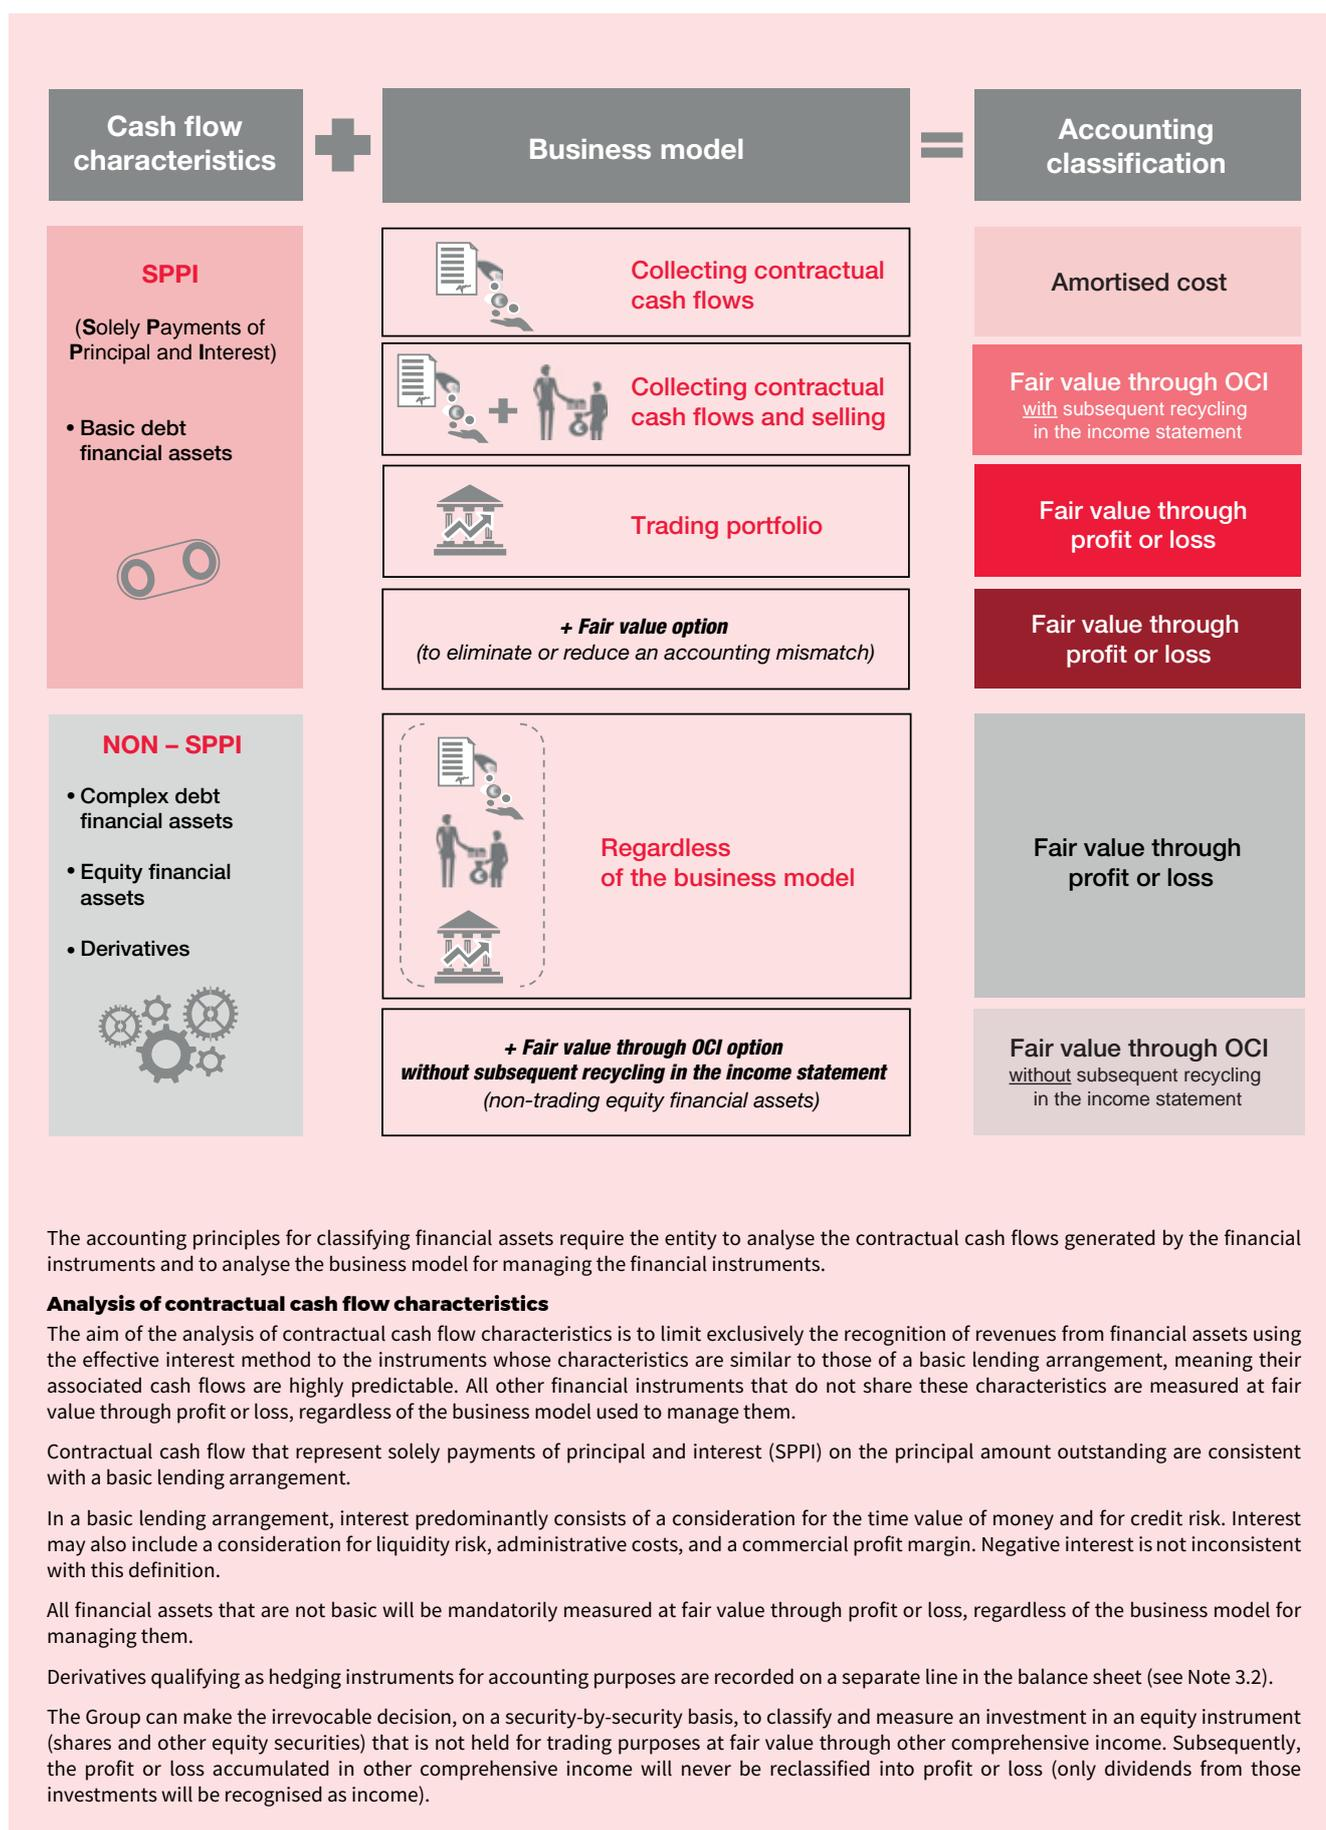 Cash flow
characteristics
Business model
Accounting
classification
SPPI
(Solely Payments of
Principal and Interest)
• Basic debt
financial assets
Collecting contractual
cash flows
Amortised cost
Collecting contractual
cash flows and selling
Fair value through OCI
with subsequent recycling
in the income statement
Trading portfolio
Fair value through
profit or loss
+ Fair value option
(to eliminate or reduce an accounting mismatch)
Fair value through
profit or loss
NON – SPPI
• Complex debt
financial assets
• Equity financial
assets
• Derivatives
Regardless
of the business model
Fair value through
profit or loss
+ Fair value through OCI option
without subsequent recycling in the income statement
(non-trading equity financial assets)
Fair value through OCI
without subsequent recycling
in the income statement
The accounting principles for classifying financial assets require the entity to analyse the contractual cash flows generated by the financial
instruments and to analyse the business model for managing the financial instruments.
Analysis of contractual cash flow characteristics
The aim of the analysis of contractual cash flow characteristics is to limit exclusively the recognition of revenues from financial assets using
the effective interest method to the instruments whose characteristics are similar to those of a basic lending arrangement, meaning their
associated cash flows are highly predictable. All other financial instruments that do not share these characteristics are measured at fair
value through profit or loss, regardless of the business model used to manage them.
Contractual cash flow that represent solely payments of principal and interest (SPPI) on the principal amount outstanding are consistent
with a basic lending arrangement.
In a basic lending arrangement, interest predominantly consists of a consideration for the time value of money and for credit risk. Interest
may also include a consideration for liquidity risk, administrative costs, and a commercial profit margin. Negative interest is not inconsistent
with this definition.
All financial assets that are not basic will be mandatorily measured at fair value through profit or loss, regardless of the business model for
managing them.
Derivatives qualifying as hedging instruments for accounting purposes are recorded on a separate line in the balance sheet (see Note 3.2).
The Group can make the irrevocable decision, on a security-by-security basis, to classify and measure an investment in an equity instrument
(shares and other equity securities) that is not held for trading purposes at fair value through other comprehensive income. Subsequently,
the profit or loss accumulated in other comprehensive income will never be reclassified into profit or loss (only dividends from those
investments will be recognised as income).